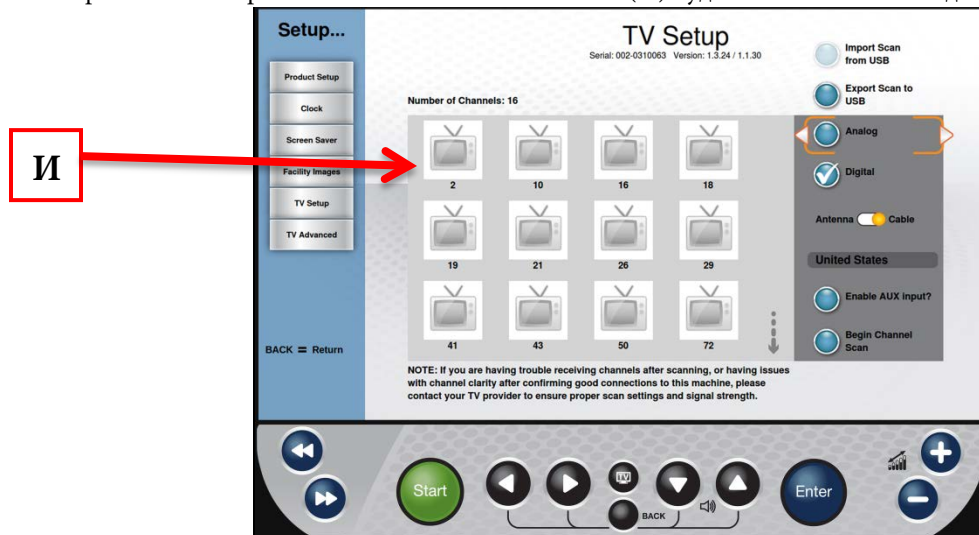 Setup...
Product Setup
Clock
Screen Saver
Facility Images
TV Setup
TV Advanced
BACK = Return
И
TV Setup
Serial: 002-0310063 Version: 1.3.24 / 1.1.30
Number of Channels: 16
2 10 16 18
19 21 26 29
41 43 50 72
NOTE: If you are having trouble receiving channels after scanning, or having issues
with channel clarity after confirming good connections to this machine, please
contact your TV provider to ensure proper scan settings and signal strength.
Import Scan
from USB
Export Scan to
USB
Analog
Digital
Antenna Cable
United States
Enable AUX input?
Begin Channel
Scan
Start
TV
BACK
Enter